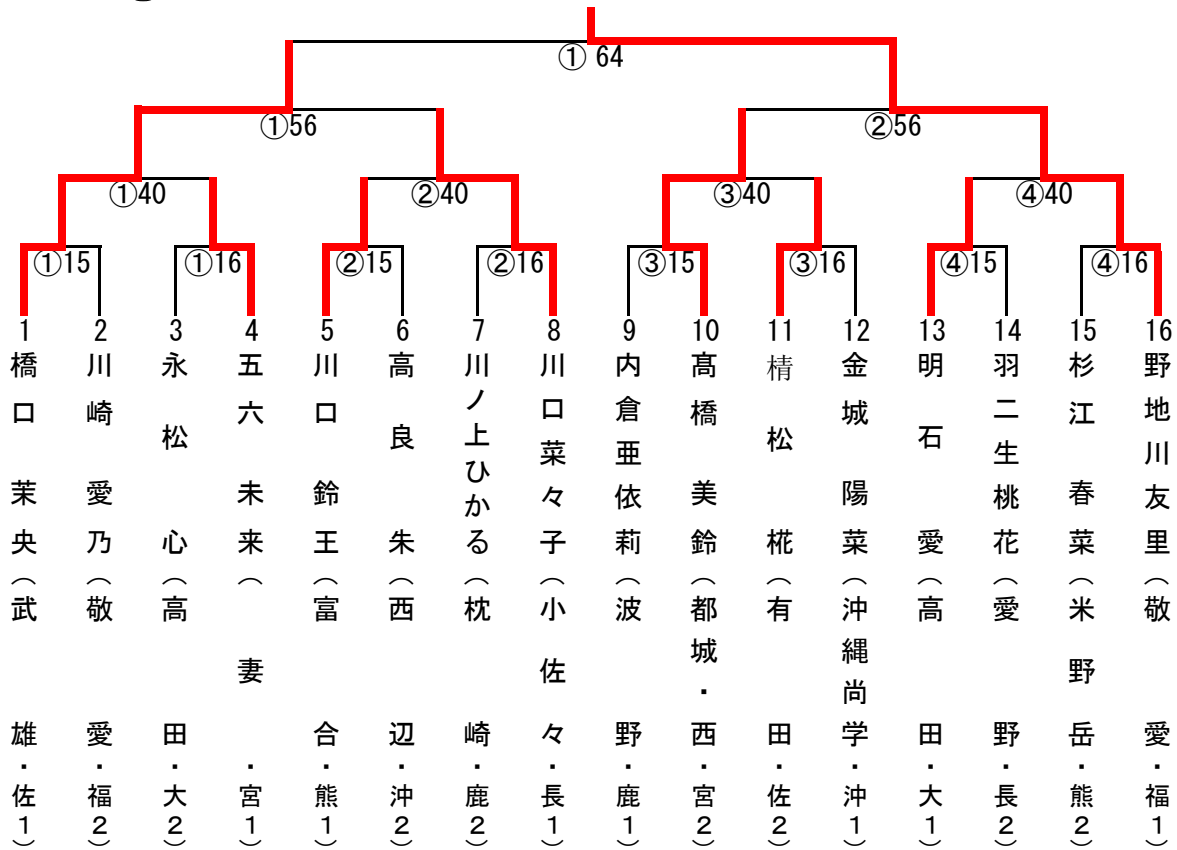 ① 64
①56
②56
①40
②40
③40
④40
①15
①16
②15
②16
③15
③16
④15
④16
1
橋口 茉央（武 雄・佐1）
2
川崎 愛乃（敬 愛・福2）
3
永松 心（高 田・大2）
4
五六 未来（ 妻 ・宮1）
5
川口 鈴王（富 合・熊1）
6
高良 朱（西 辺・沖2）
7
川ノ上ひかる（枕 崎・鹿2）
8
川口菜々子（小佐々・長1）
9
内倉亜依莉（波 野・鹿1）
10
髙橋 美鈴（都城・西・宮2）
11
棈松 椛（有 田・佐2）
12
金城 陽菜（沖縄尚学・沖1）
13
明石 愛（高 田・大1）
14
羽二生桃花（愛 野・長2）
15
杉江 春菜（米野岳・熊2）
16
野地川友里（敬 愛・福1）